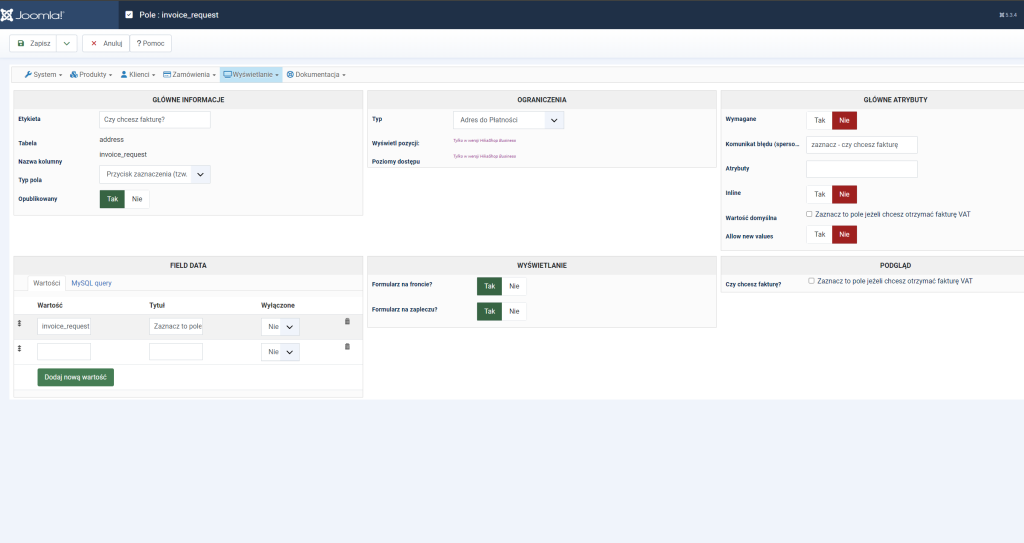 Joomla!
Pole : invoice_request
5.3.4
Zapisz
Anuluj
? Pomoc
System
Produkty
Klienci
Zamówienia
Wyświetlanie
Dokumentacja
GŁÓWNE INFORMACJE
Etykieta
Czy chcesz fakturę?
Tabela
address
Nazwa kolumny
invoice_request
Typ pola
Przycisk zaznaczenia (tzw.
Opublikowany
Tak Nie
OGRANICZENIA
Typ
Adres do Płatności
Wyświetl pozycji:
Tylko w wersji HikaShop Business
Poziomy dostępu
Tylko w wersji HikaShop Business
GŁÓWNE ATRYBUTY
Wymagane
Tak Nie
Komunikat błędu (sperso...
zaznacz - czy chcesz fakturę
Atrybuty
Inline
Tak Nie
Wartość domyślna
Zaznacz to pole jeżeli chcesz otrzymać fakturę VAT
Allow new values
Tak Nie
FIELD DATA
Wartości MySQL query
Wartość Tytuł Wyłączone
invoice_request Zaznacz to pole Nie
Nie
Dodaj nową wartość
WYŚWIETLANIE
Formularz na froncie?
Tak Nie
Formularz na zapleczu?
Tak Nie
PODGLĄD
Czy chcesz fakturę?
Zaznacz to pole jeżeli chcesz otrzymać fakturę VAT